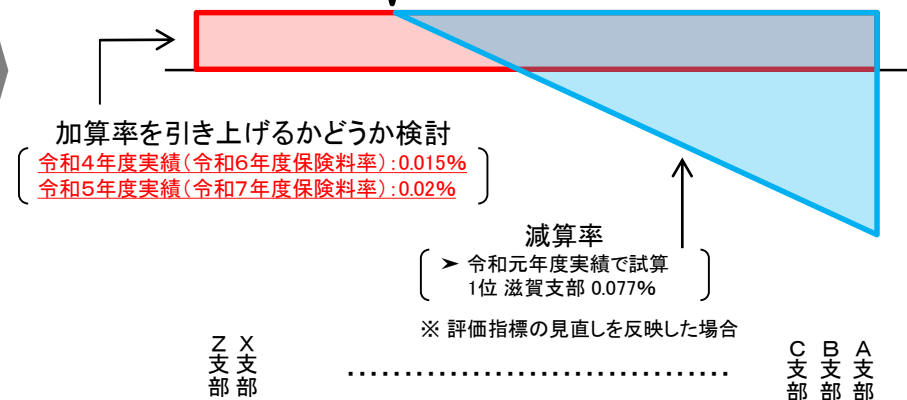 加算率を引き上げるかどうか検討
令和4年度実績(令和6年度保険料率):0.015%
令和5年度実績(令和7年度保険料率):0.02%
減算率
➤ 令和元年度実績で試算
1位 滋賀支部 0.077%
※ 評価指標の見直しを反映した場合
Z支部
X支部
・・・・・・・・・・・・・・・・・・・・・・・・・・・・・・・・・
C支部
B支部
A支部